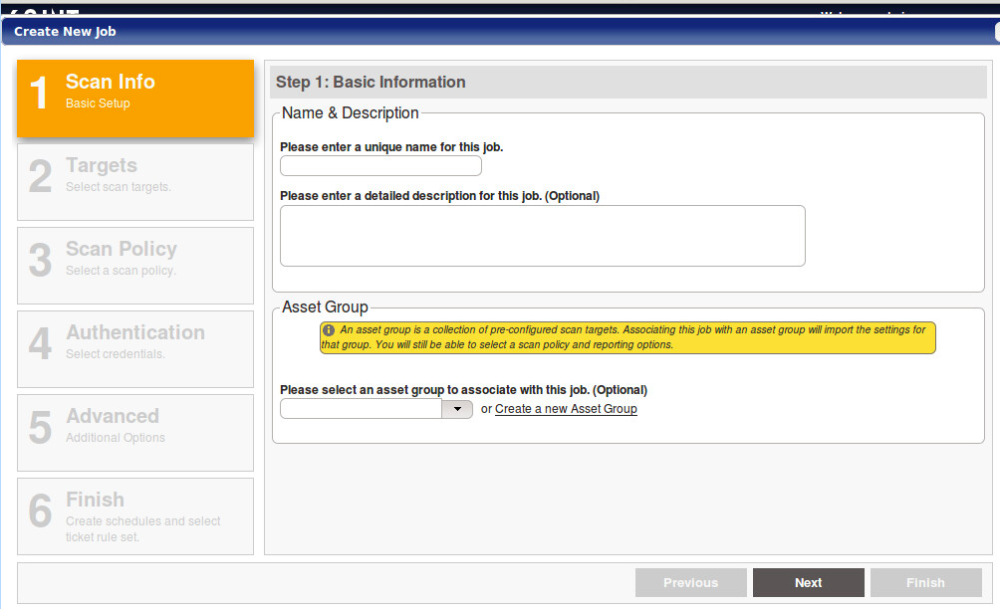 Create New Job
1 Scan Info
Basic Setup
2 Targets
Select scan targets.
3 Scan Policy
Select a scan policy.
4 Authentication
Select credentials.
5 Advanced
Additional Options
6 Finish
Create schedules and select
ticket rule set.
Step 1: Basic Information
Name & Description
Please enter a unique name for this job.
Please enter a detailed description for this job. (Optional)
Asset Group
An asset group is a collection of pre-configured scan targets. Associating this job with an asset group will import the settings for
that group. You will still be able to select a scan policy and reporting options.
Please select an asset group to associate with this job. (Optional)
or Create a new Asset Group
Previous Next Finish